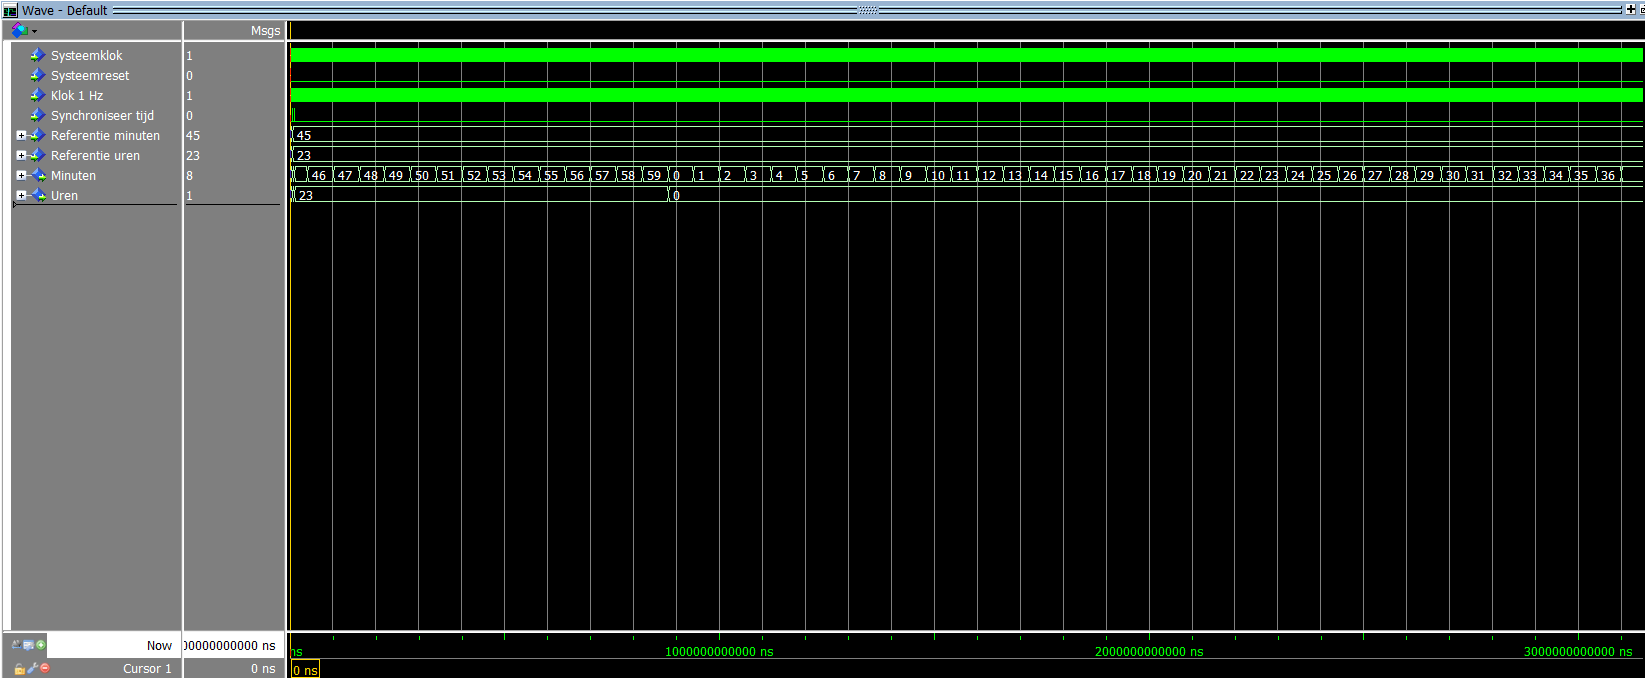 Wave - Default
Msgs
Systeemklok 1
Systeemreset 0
Klok 1 Hz 1
Synchroniseer tijd 0
Referentie minuten 45 45
Referentie uren 23 23
Minuten 8 46 47 48 49 50 51 52 53 54 55 56 57 58 59 0 1 2 3 4 5 6 7 8 9 10 11 12 13 14 15 16 17 18 19 20 21 22 23 24 25 26 27 28 29 30 31 32 33 34 35 36
Uren 1 23 0
Now 000000000000 ns ns 1000000000000 ns 2000000000000 ns 3000000000000 ns
Cursor 1 0 ns 0 ns